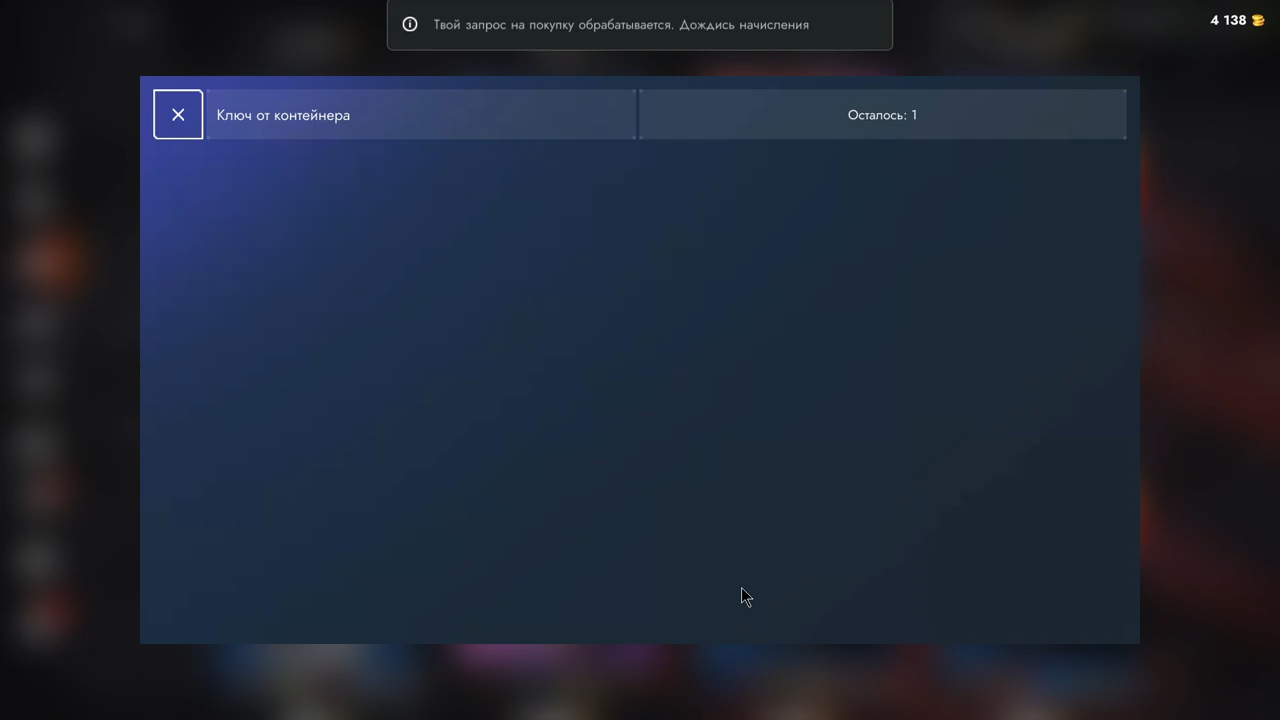 Твой запрос на покупку обрабатывается. Дождись начисления
4 138
Ключ от контейнера
Осталось: 1